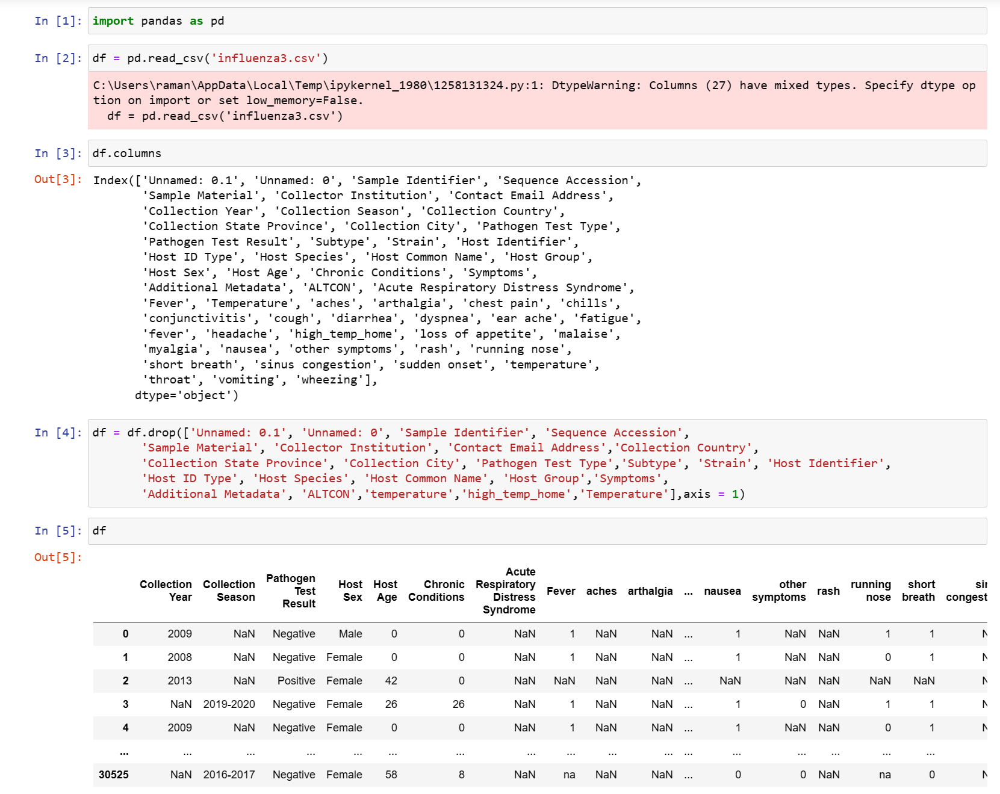 In [1]: import pandas as pd
In [2]: df = pd.read_csv('influenza3.csv')
C:\Users\raman\AppData\Local\Temp\ipykernel_1980\1258131324.py:1: DtypeWarning: Columns (27) have mixed types. Specify dtype op
tion on import or set low_memory=False.
  df = pd.read_csv('influenza3.csv')
In [3]: df.columns
Out[3]: Index(['Unnamed: 0.1', 'Unnamed: 0', 'Sample Identifier', 'Sequence Accession',
       'Sample Material', 'Collector Institution', 'Contact Email Address',
       'Collection Year', 'Collection Season', 'Collection Country',
       'Collection State Province', 'Collection City', 'Pathogen Test Type',
       'Pathogen Test Result', 'Subtype', 'Strain', 'Host Identifier',
       'Host ID Type', 'Host Species', 'Host Common Name', 'Host Group',
       'Host Sex', 'Host Age', 'Chronic Conditions', 'Symptoms',
       'Additional Metadata', 'ALTCON', 'Acute Respiratory Distress Syndrome',
       'Fever', 'Temperature', 'aches', 'arthalgia', 'chest pain', 'chills',
       'conjunctivitis', 'cough', 'diarrhea', 'dyspnea', 'ear ache', 'fatigue',
       'fever', 'headache', 'high_temp_home', 'loss of appetite', 'malaise',
       'myalgia', 'nausea', 'other symptoms', 'rash', 'running nose',
       'short breath', 'sinus congestion', 'sudden onset', 'temperature',
       'throat', 'vomiting', 'wheezing'],
      dtype='object')
In [4]: df = df.drop(['Unnamed: 0.1', 'Unnamed: 0', 'Sample Identifier', 'Sequence Accession',
       'Sample Material', 'Collector Institution', 'Contact Email Address','Collection Country',
       'Collection State Province', 'Collection City', 'Pathogen Test Type','Subtype', 'Strain', 'Host Identifier',
       'Host ID Type', 'Host Species', 'Host Common Name', 'Host Group','Symptoms',
       'Additional Metadata', 'ALTCON','temperature','high_temp_home','Temperature'],axis = 1)
In [5]: df
Out[5]:
Collection Year Collection Season Pathogen Test Result Host Sex Host Age Chronic Conditions Acute Respiratory Distress Syndrome Fever aches arthalgia ... nausea other symptoms rash running nose short breath
0 2009 NaN Negative Male 0 0 NaN 1 NaN NaN ... 1 NaN NaN 1 1
1 2008 NaN Negative Female 0 0 NaN 1 NaN NaN ... 1 NaN NaN 0 1
2 2013 NaN Positive Female 42 0 NaN NaN NaN NaN ... NaN NaN NaN NaN NaN
3 NaN 2019-2020 Negative Female 26 26 NaN 1 NaN NaN ... 1 0 NaN 1 1
4 2009 NaN Negative Female 0 0 NaN 1 NaN NaN ... 1 NaN NaN 0 1
... ... ... ... ... ... ... ... ... ... ... ... ... ... ... ...
30525 NaN 2016-2017 Negative Female 58 8 NaN na NaN NaN ... 0 0 NaN na 0